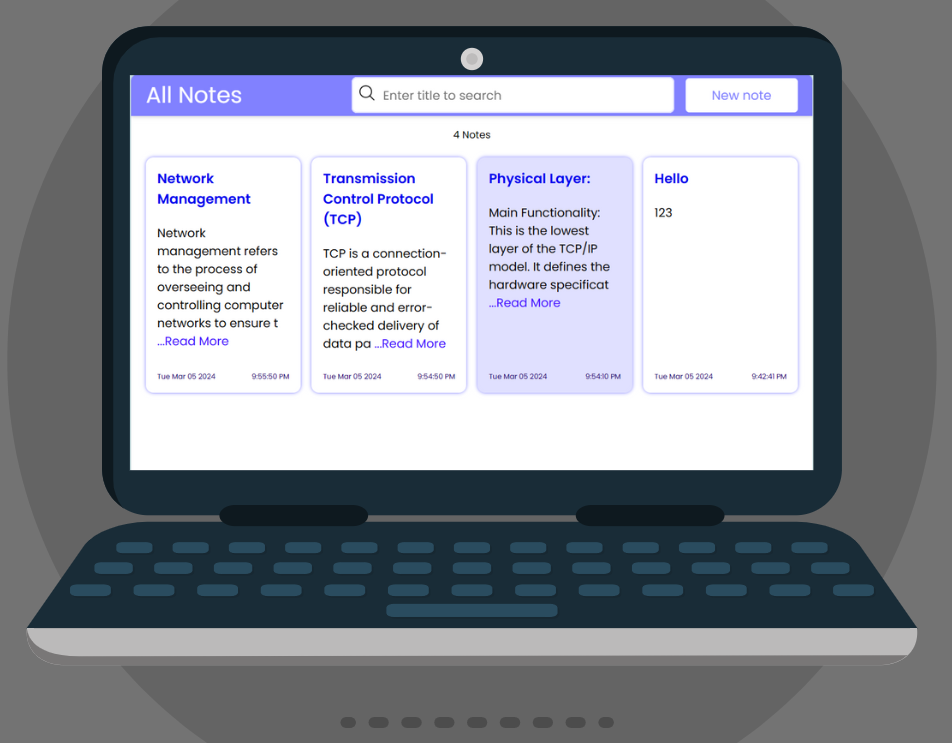 All Notes
Enter title to search
New note
4 Notes
Network
Management
Network
management refers
to the process of
overseeing and
controlling computer
networks to ensure t
...Read More
Tue Mar 05 2024 9:55:50 PM
Transmission
Control Protocol
(TCP)
TCP is a connection-
oriented protocol
responsible for
reliable and error-
checked delivery of
data pa ...Read More
Tue Mar 05 2024 9:54:50 PM
Physical Layer:
Main Functionality:
This is the lowest
layer of the TCP/IP
model. It defines the
hardware specificat
...Read More
Tue Mar 05 2024 9:54:10 PM
Hello
123
Tue Mar 05 2024 9:42:41 PM